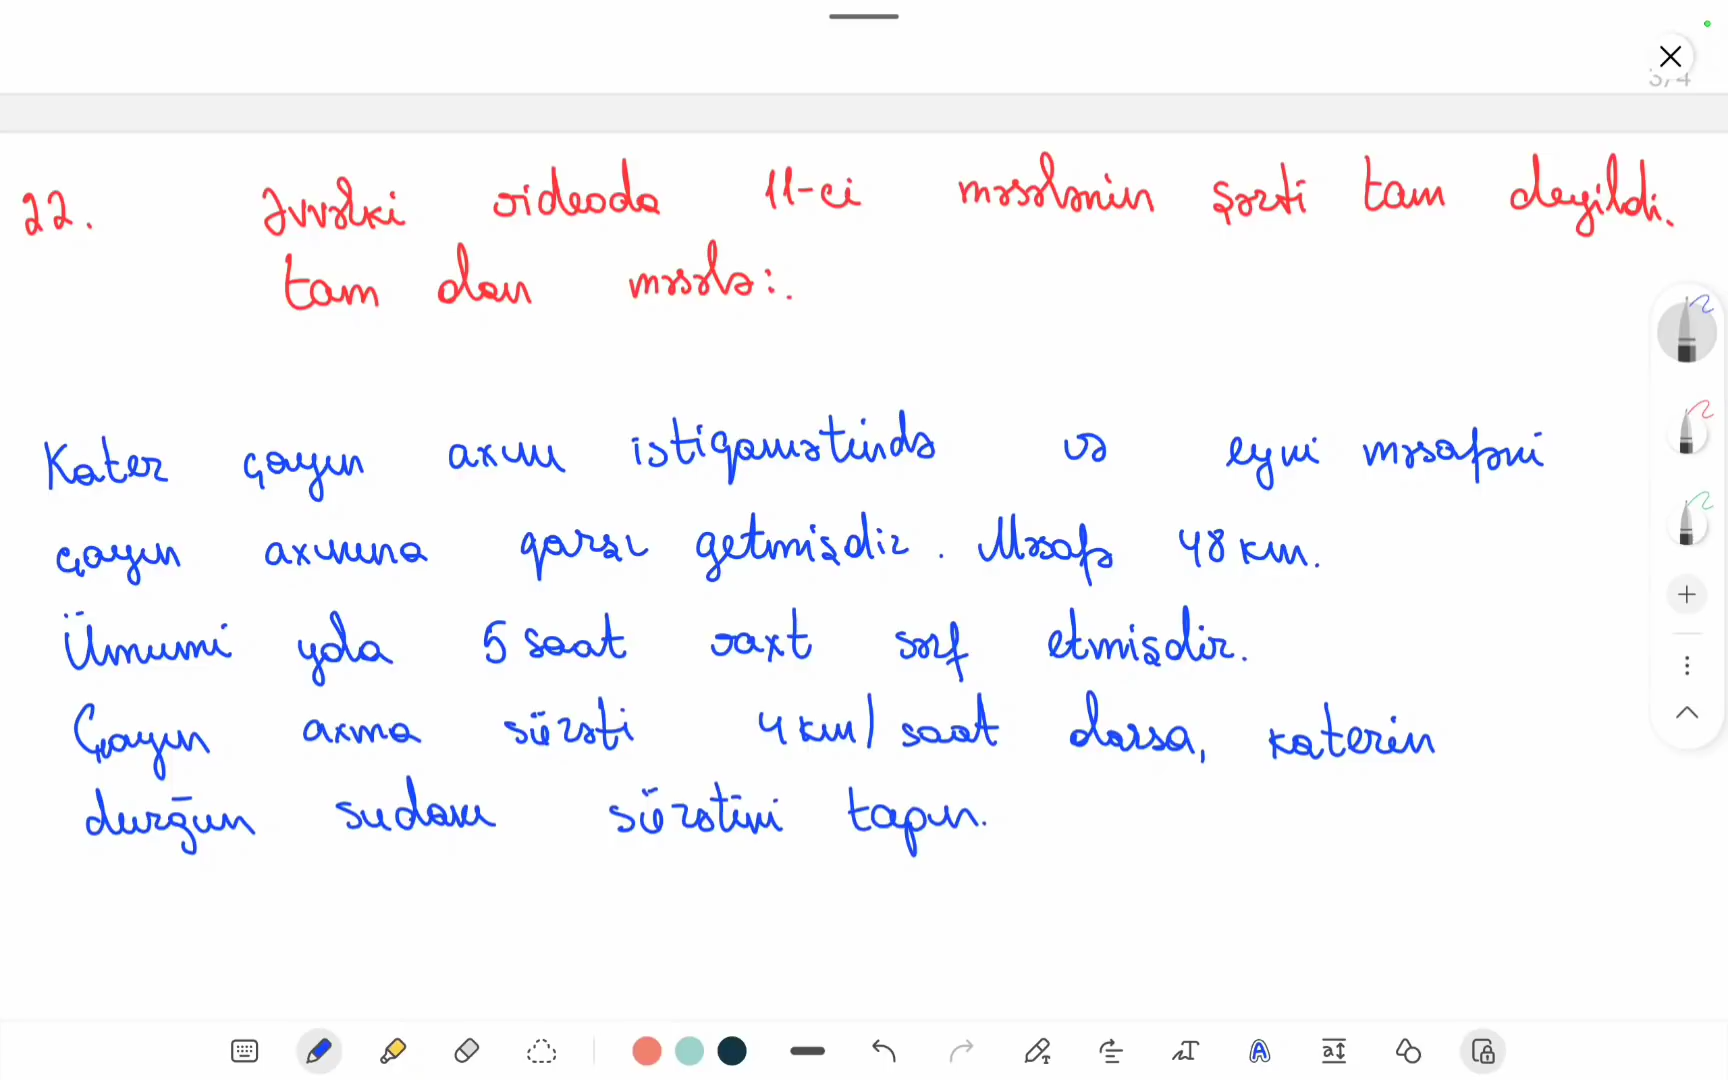 3/4
22. Əvvəlki videoda 11-ci məsələnin şərti tam deyildi.
tam olan məsələ:.
Kater çayın axını istiqamətində və eyni məsafəni
çayın axınına qarşı getmişdir. Məsafə 48 km.
Ümumi yola 5 saat vaxt sərf etmişdir.
Çayın axma sürəti 4 km/saat olarsa, katerin
durğun sudakı sürətini tapın.